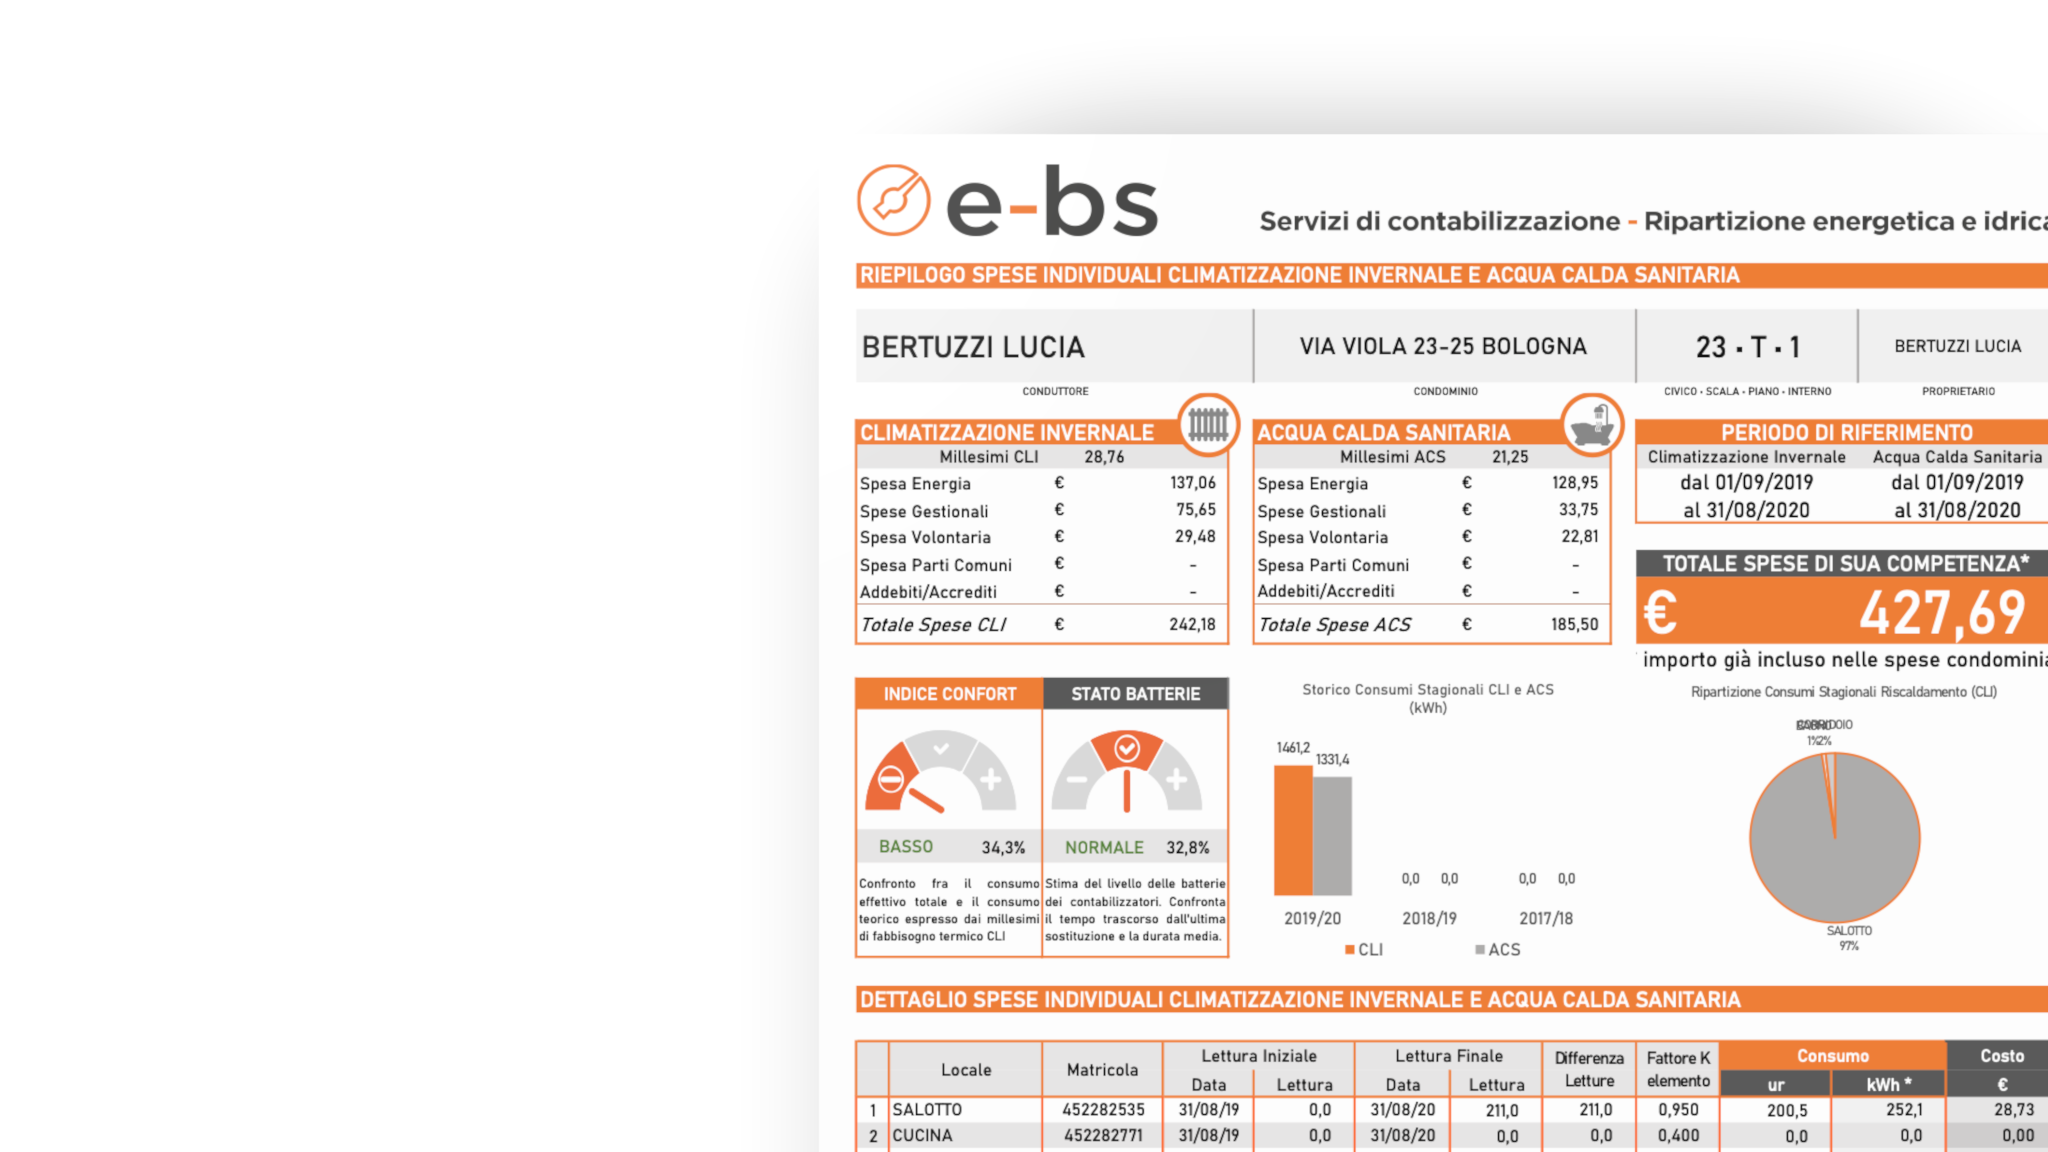 e-bs
Servizi di contabilizzazione - Ripartizione energetica e idrica
RIEPILOGO SPESE INDIVIDUALI CLIMATIZZAZIONE INVERNALE E ACQUA CALDA SANITARIA
BERTUZZI LUCIA
VIA VIOLA 23-25 BOLOGNA
23 · T · 1
BERTUZZI LUCIA
CONDUTTORE
CONDOMINIO
CIVICO · SCALA · PIANO · INTERNO
PROPRIETARIO
CLIMATIZZAZIONE INVERNALE
Millesimi CLI 28,76
Spesa Energia € 137,06
Spese Gestionali € 75,65
Spesa Volontaria € 29,48
Spesa Parti Comuni € -
Addebiti/Accrediti € -
Totale Spese CLI € 242,18
ACQUA CALDA SANITARIA
Millesimi ACS 21,25
Spesa Energia € 128,95
Spese Gestionali € 33,75
Spesa Volontaria € 22,81
Spesa Parti Comuni € -
Addebiti/Accrediti € -
Totale Spese ACS € 185,50
PERIODO DI RIFERIMENTO
Climatizzazione Invernale Acqua Calda Sanitaria
dal 01/09/2019 dal 01/09/2019
al 31/08/2020 al 31/08/2020
TOTALE SPESE DI SUA COMPETENZA*
€ 427,69
importo già incluso nelle spese
INDICE CONFORT
BASSO 34,3%
Confronto fra il consumo
effettivo totale e il consumo
teorico espresso dai millesimi
di fabbisogno termico CLI
STATO BATTERIE
NORMALE 32,8%
Stima del livello delle batterie
dei contabilizzatori. Confronta
il tempo trascorso dall'ultima
sostituzione e la durata media.
Storico Consumi Stagionali CLI e ACS
(kWh)
1461,2
1331,4
0,0 0,0 0,0 0,0
2019/20 2018/19 2017/18
CLI ACS
Ripartizione Consumi Stagionali Riscaldamento (CLI)
SALOTTO
97%
DETTAGLIO SPESE INDIVIDUALI CLIMATIZZAZIONE INVERNALE E ACQUA CALDA SANITARIA
Locale Matricola Lettura Iniziale Lettura Finale Differenza Letture Fattore K elemento Consumo Costo
Data Lettura Data Lettura ur kWh * €
1 SALOTTO 452282535 31/08/19 0,0 31/08/20 211,0 211,0 0,950 200,5 252,1 28,73
2 CUCINA 452282771 31/08/19 0,0 31/08/20 0,0 0,0 0,400 0,0 0,0 0,00